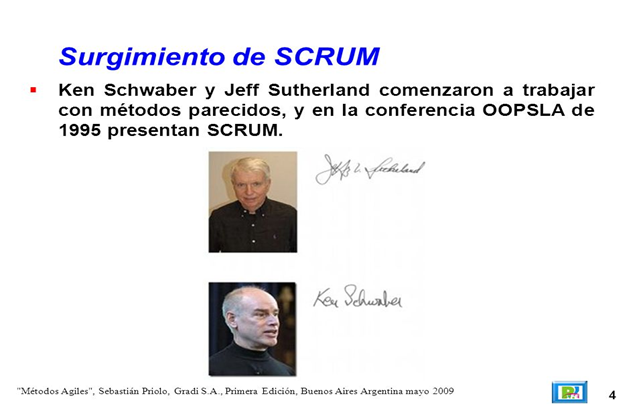 Surgimiento de SCRUM
Ken Schwaber y Jeff Sutherland comenzaron a trabajar
con métodos parecidos, y en la conferencia OOPSLA de
1995 presentan SCRUM.
Sutherland
Ken Schwaber
"Métodos Agiles", Sebastián Priolo, Gradi S.A., Primera Edición, Buenos Aires Argentina mayo 2009
4